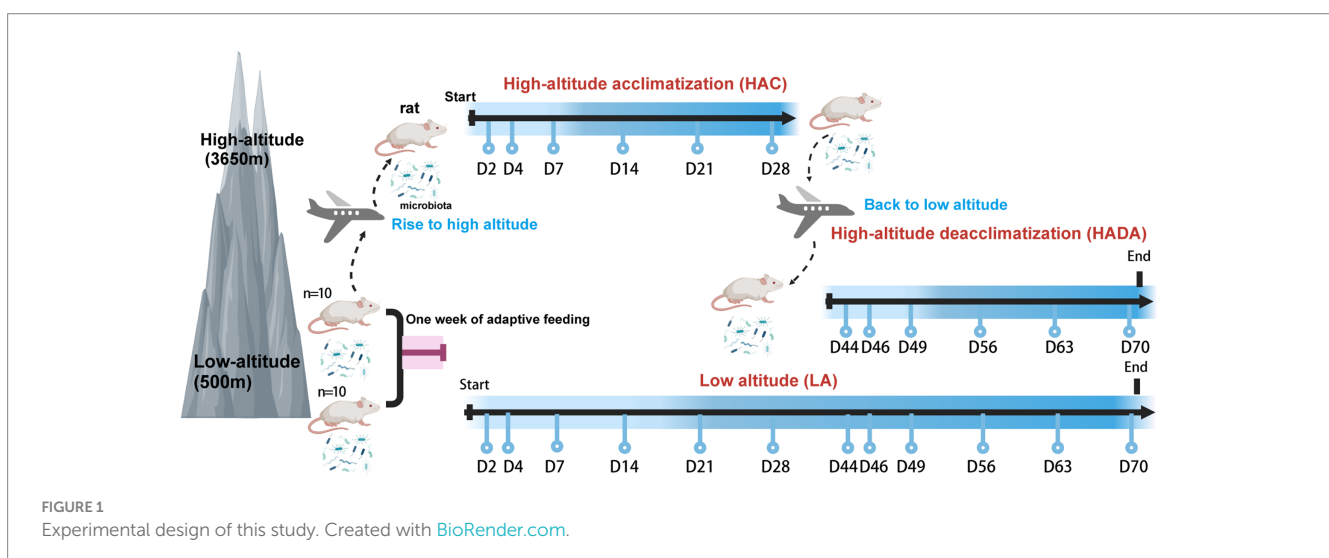 High-altitude acclimatization (HAC)
Start
rat
High-altitude
(3650m)
D2 D4 D7 D14 D21 D28
microbiota
Rise to high altitude
Back to low altitude
High-altitude deacclimatization (HADA)
End
n=10
One week of adaptive feeding
D44 D46 D49 D56 D63 D70
Low-altitude
(500m)
End
Low altitude (LA)
Start
n=10
D2 D4 D7 D14 D21 D28 D44 D46 D49 D56 D63 D70
FIGURE 1
Experimental design of this study. Created with BioRender.com.